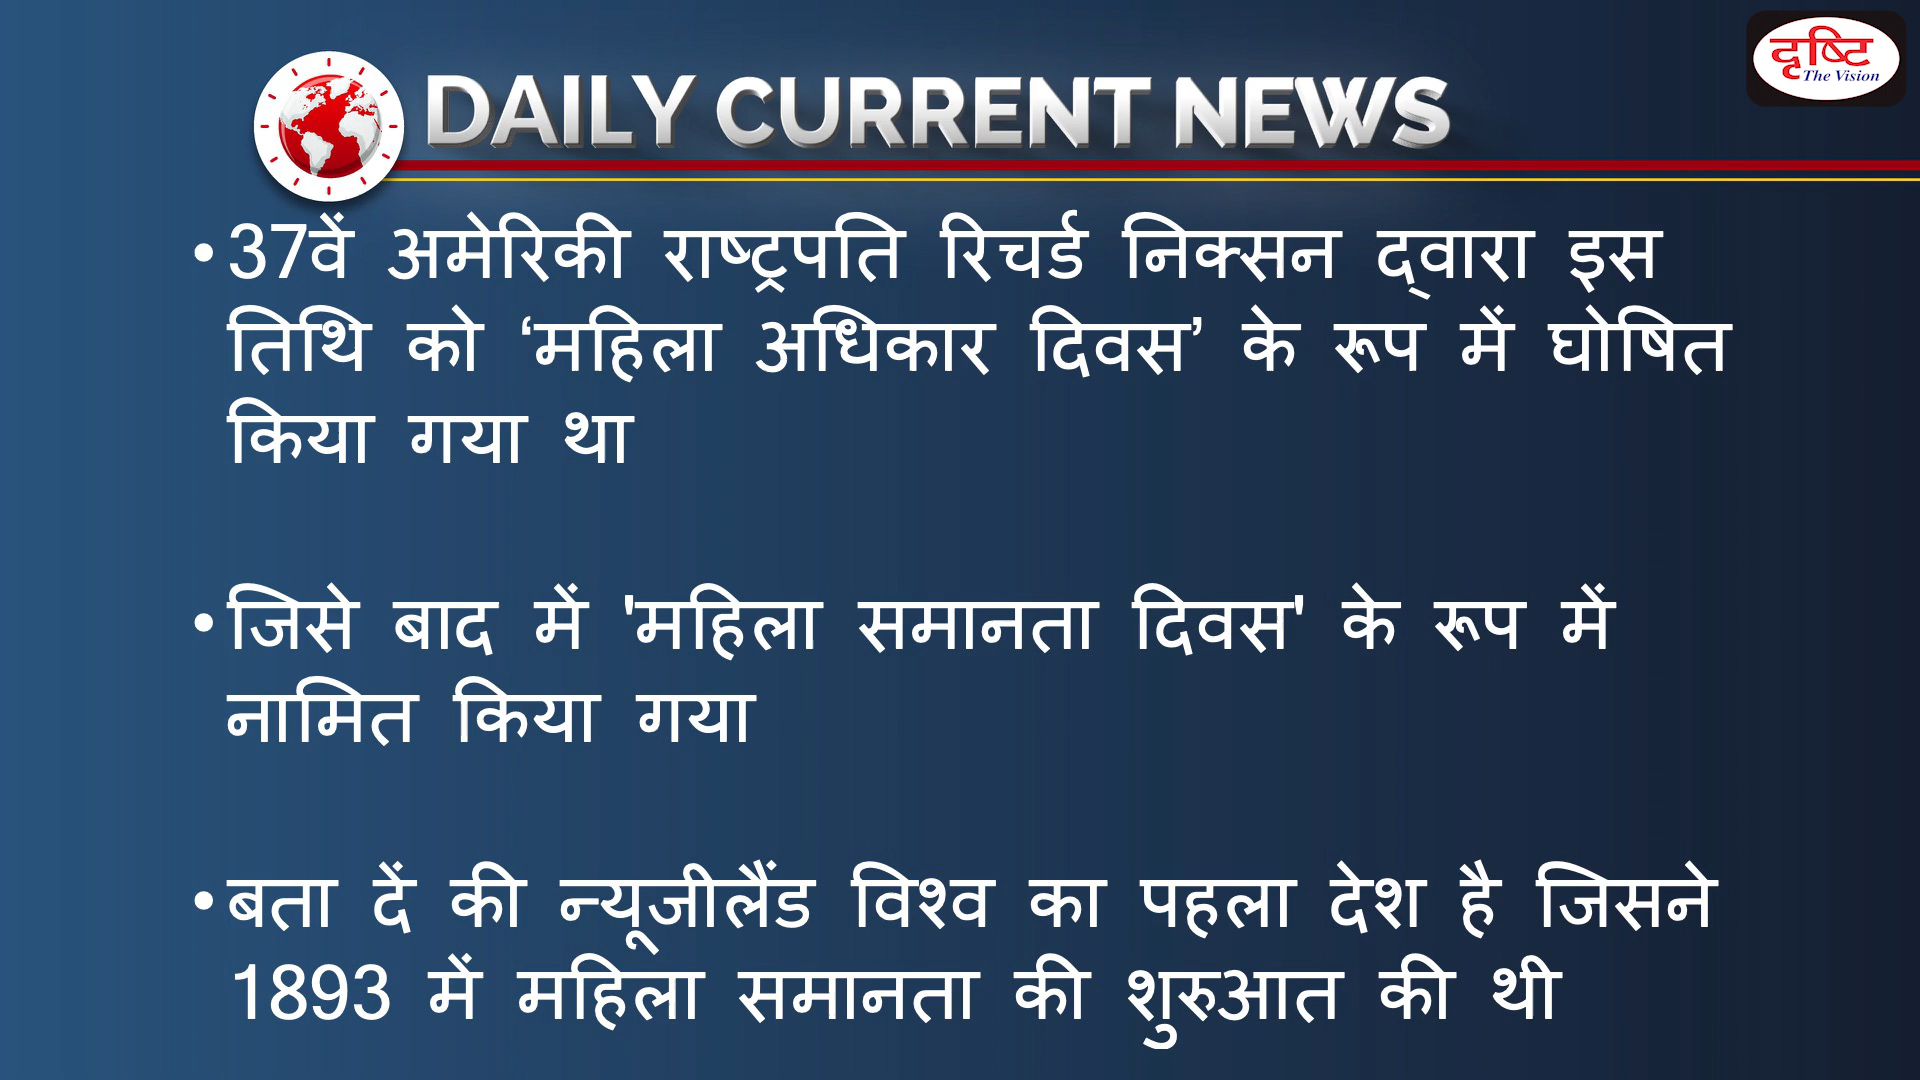 दृष्टि
The Vision
DAILY CURRENT NEWS
•37वें अमेरिकी राष्ट्रपति रिचर्ड निक्सन द्वारा इस
तिथि को ‘महिला अधिकार दिवस’ के रूप में घोषित
किया गया था
•जिसे बाद में 'महिला समानता दिवस' के रूप में
नामित किया गया
•बता दें की न्यूजीलैंड विश्व का पहला देश है जिसने
1893 में महिला समानता की शुरुआत की थी